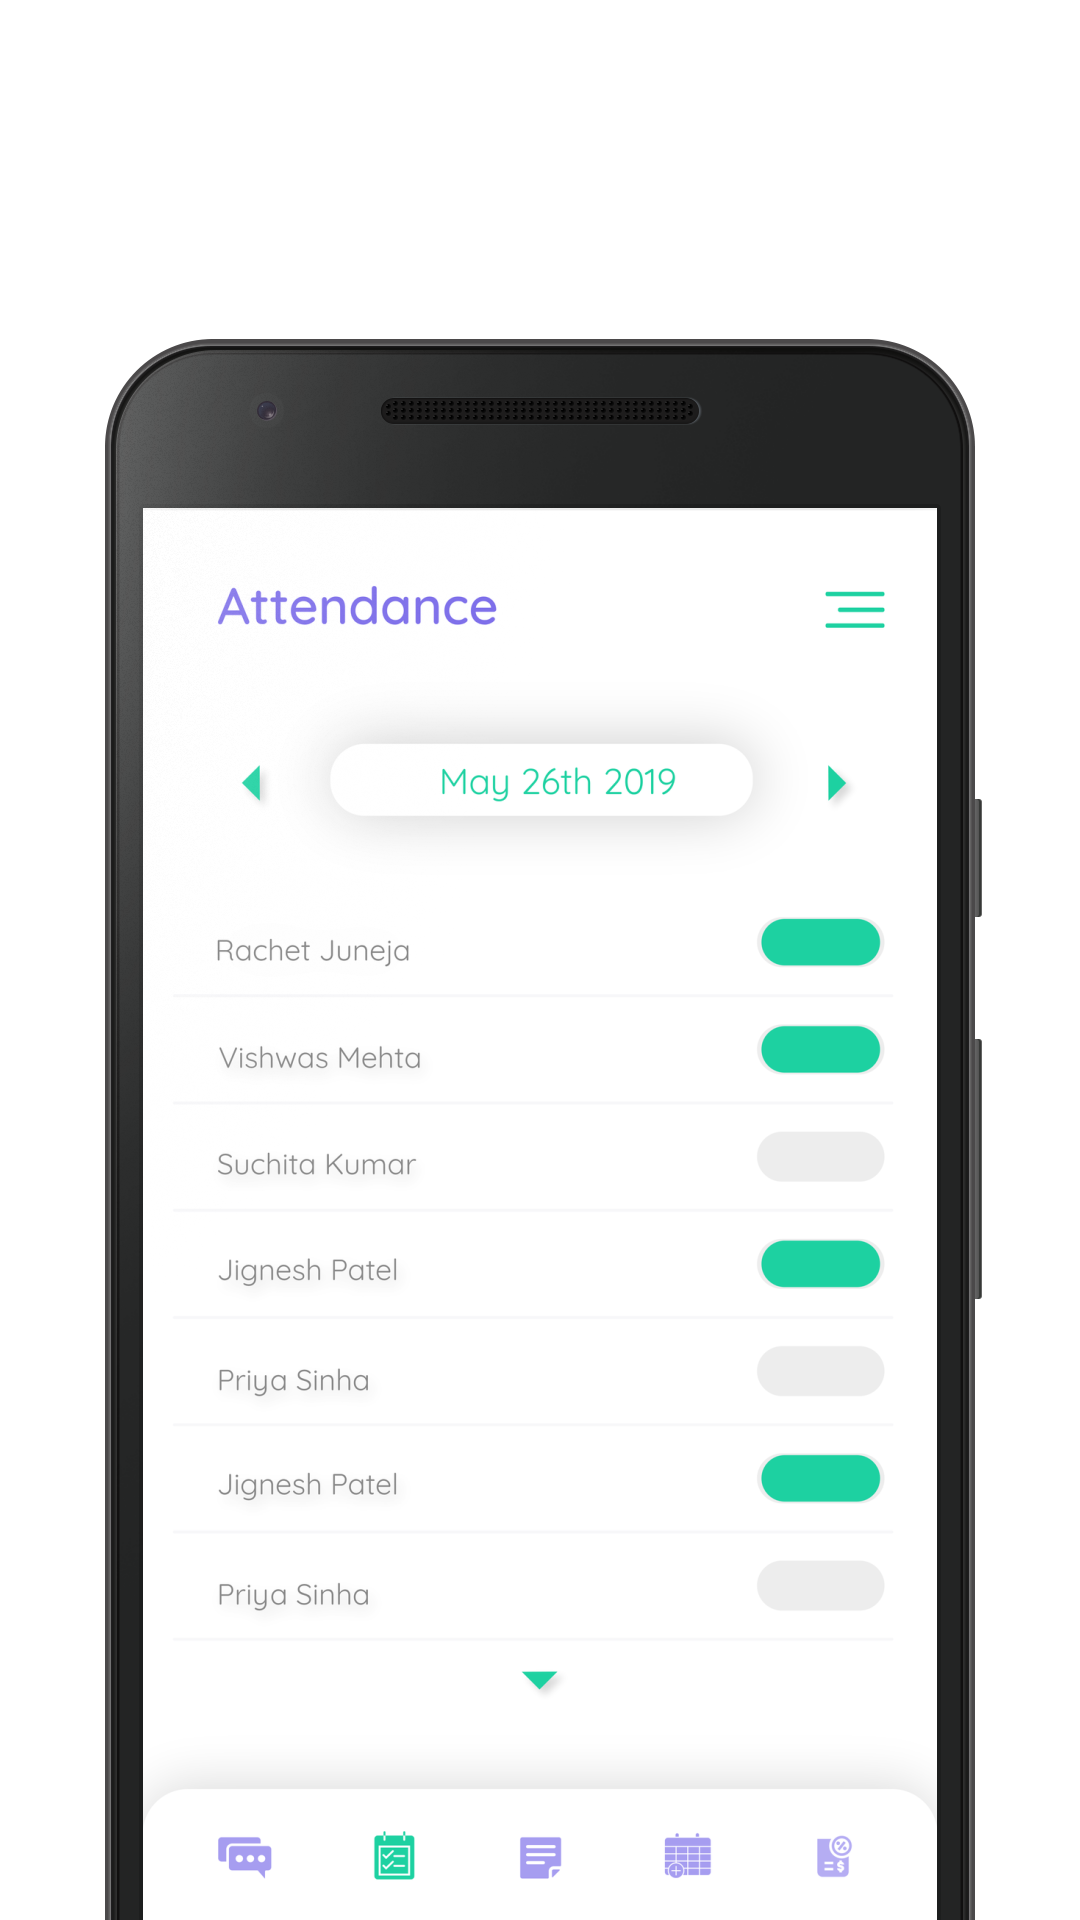 Attendance
May 26th 2019
Rachet Juneja
Vishwas Mehta
Suchita Kumar
Jignesh Patel
Priya Sinha
Jignesh Patel
Priya Sinha